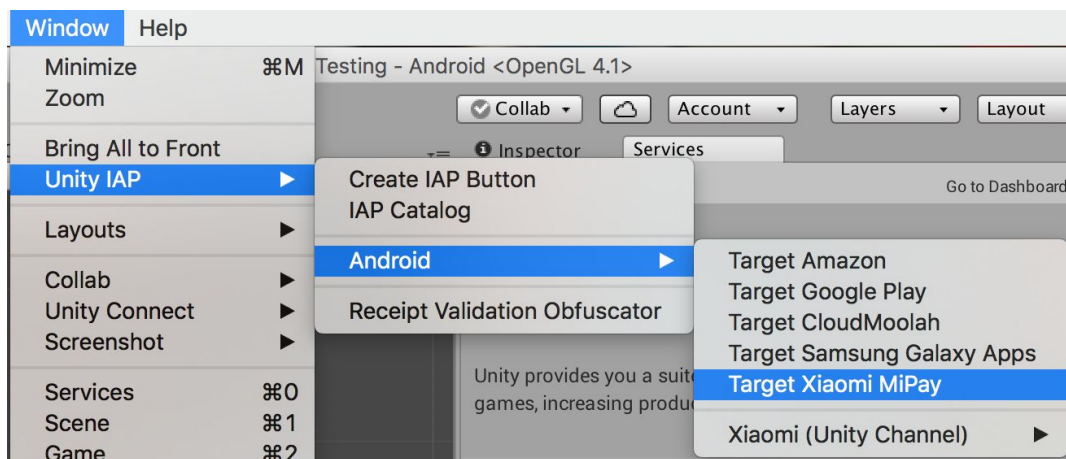 Window Help
Minimize ⌘M
Testing - Android <OpenGL 4.1>
Zoom
Collab Account Layers Layout
Bring All to Front
Inspector Services
Unity IAP
Create IAP Button
Go to Dashboard
IAP Catalog
Layouts
Android
Target Amazon
Collab
Target Google Play
Unity Connect
Receipt Validation Obfuscator
Target CloudMoolah
Screenshot
Target Samsung Galaxy Apps
Unity provides you a suite
Target Xiaomi MiPay
Services ⌘0
games, increasing produ
Scene ⌘1
Xiaomi (Unity Channel)
Game ⌘2